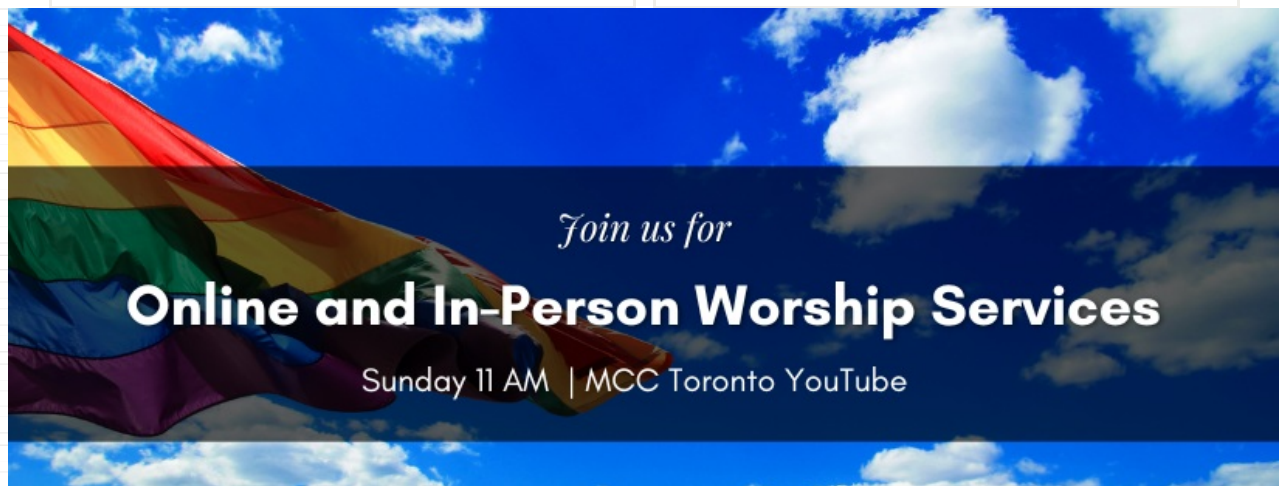 Join us for
Online and In-Person Worship Services
Sunday 11 AM | MCC Toronto YouTube